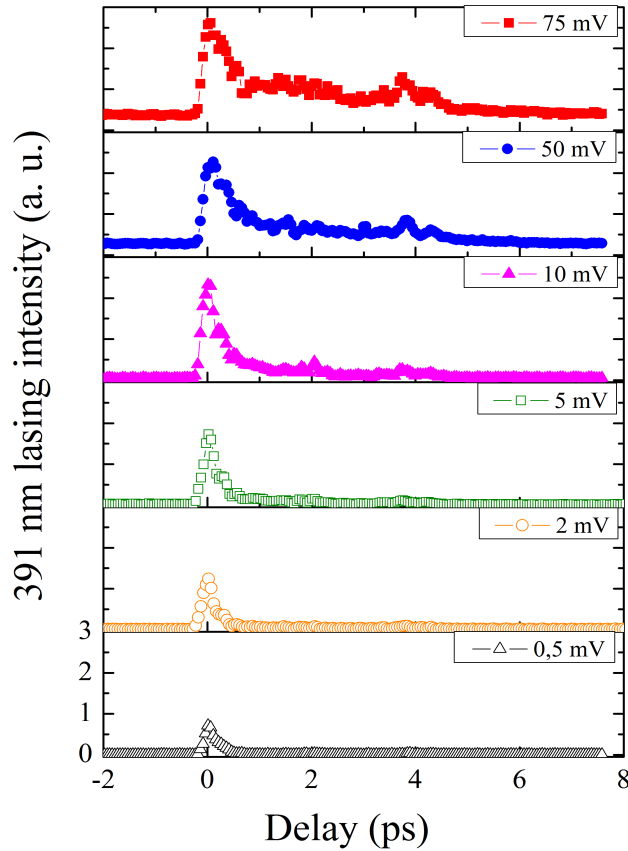 75 mV
50 mV
10 mV
5 mV
2 mV
0,5 mV
391 nm lasing intensity (a. u.)
3
2
1
0
-2 0 2 4 6 8
Delay (ps)